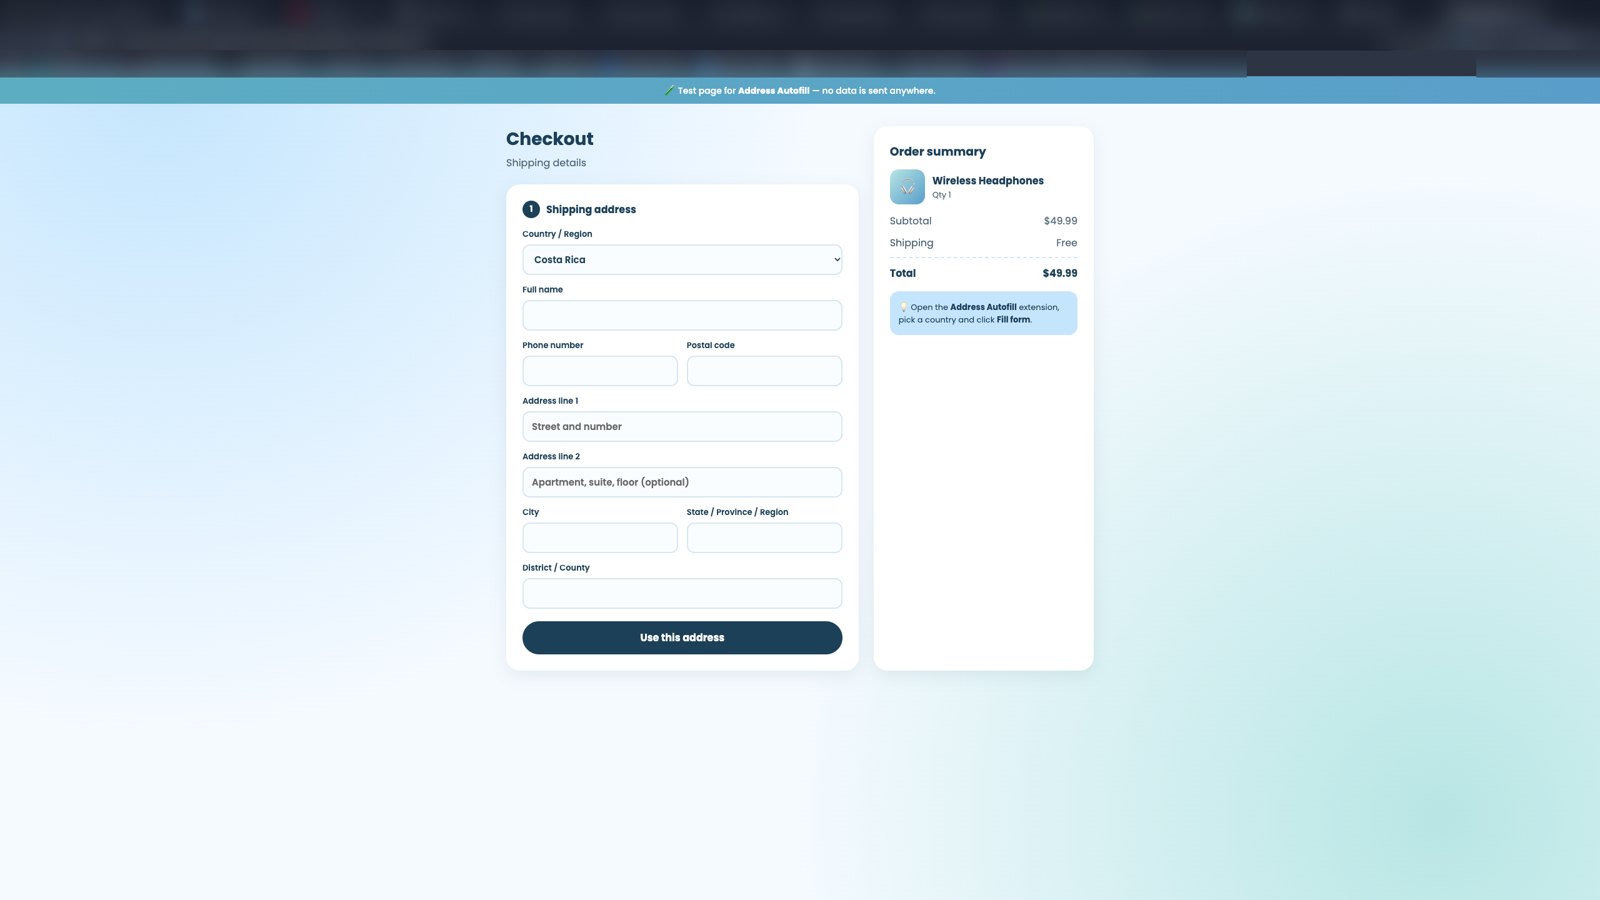 Test page for Address Autofill — no data is sent anywhere.
Checkout
Shipping details
1 Shipping address
Country / Region
Costa Rica
Full name
Phone number
Postal code
Address line 1
Street and number
Address line 2
Apartment, suite, floor (optional)
City
State / Province / Region
District / County
Use this address
Order summary
Wireless Headphones
Qty 1
Subtotal $49.99
Shipping Free
Total $49.99
💡 Open the Address Autofill extension,
pick a country and click Fill form.